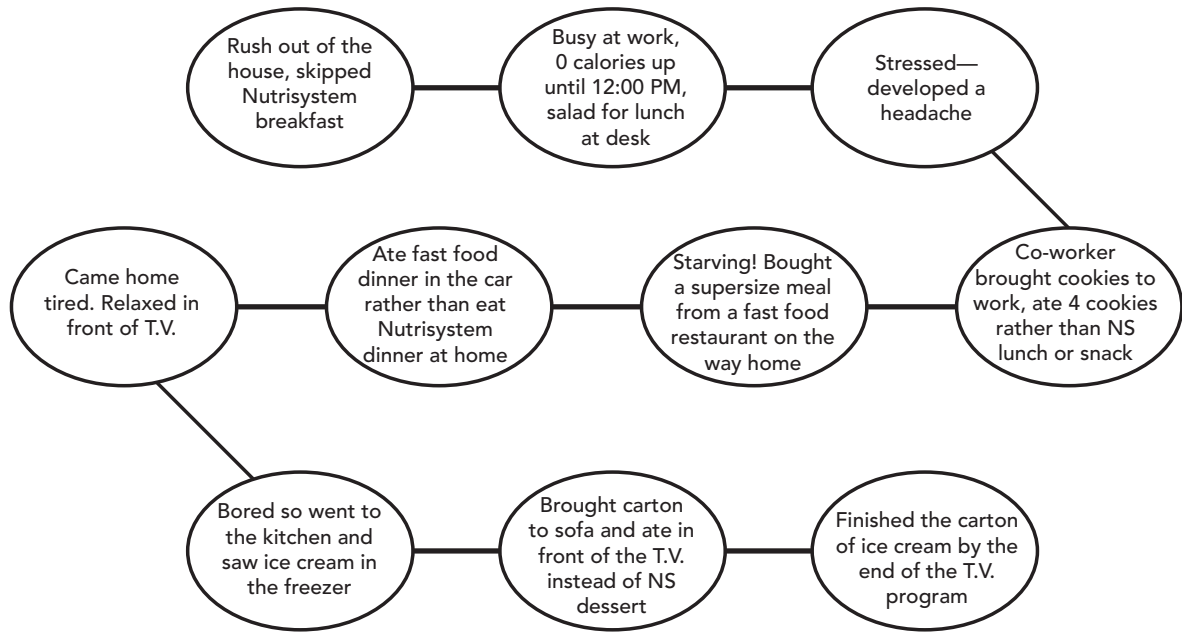 Rush out of the
house, skipped
Nutrisystem
breakfast
Busy at work,
0 calories up
until 12:00 PM,
salad for lunch
at desk
Stressed—
developed a
headache
Co-worker
brought cookies to
work, ate 4 cookies
rather than NS
lunch or snack
Starving! Bought
a supersize meal
from a fast food
restaurant on the
way home
Ate fast food
dinner in the car
rather than eat
Nutrisystem
dinner at home
Came home
tired. Relaxed in
front of T.V.
Bored so went to
the kitchen and
saw ice cream in
the freezer
Brought carton
to sofa and ate in
front of the T.V.
instead of NS
dessert
Finished the carton
of ice cream by the
end of the T.V.
program